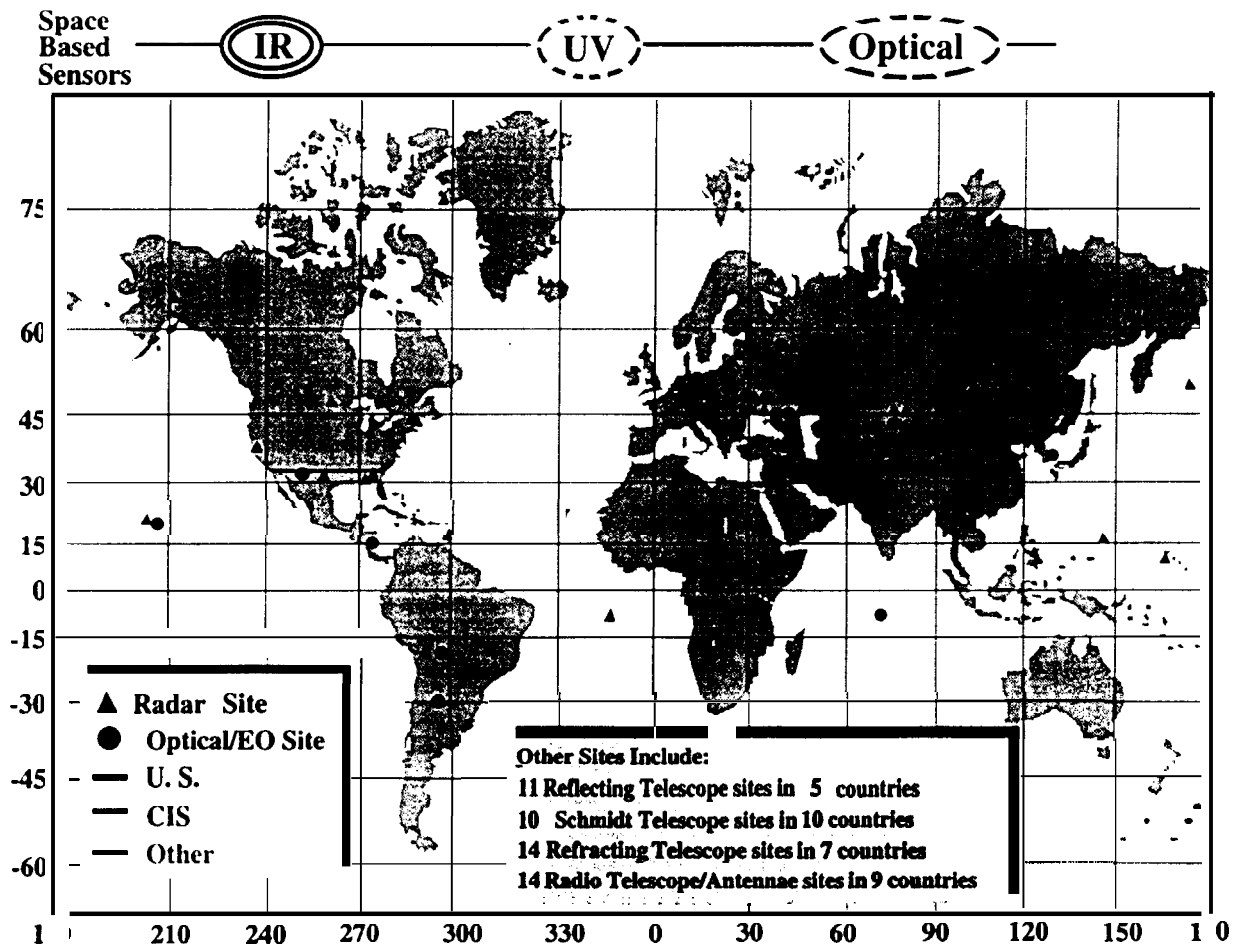 Space
Based
Sensors
IR
UV
Optical
75
60
45
30
15
0
-15
-30
-45
-60
Radar Site
Optical/EO Site
U. S.
CIS
Other
Other Sites Include:
11 Reflecting Telescope sites in 5 countries
10 Schmidt Telescope sites in 10 countries
14 Refracting Telescope sites in 7 countries
14 Radio Telescope/Antennae sites in 9 countries
210 240 270 300 330 0 30 60 90 120 150